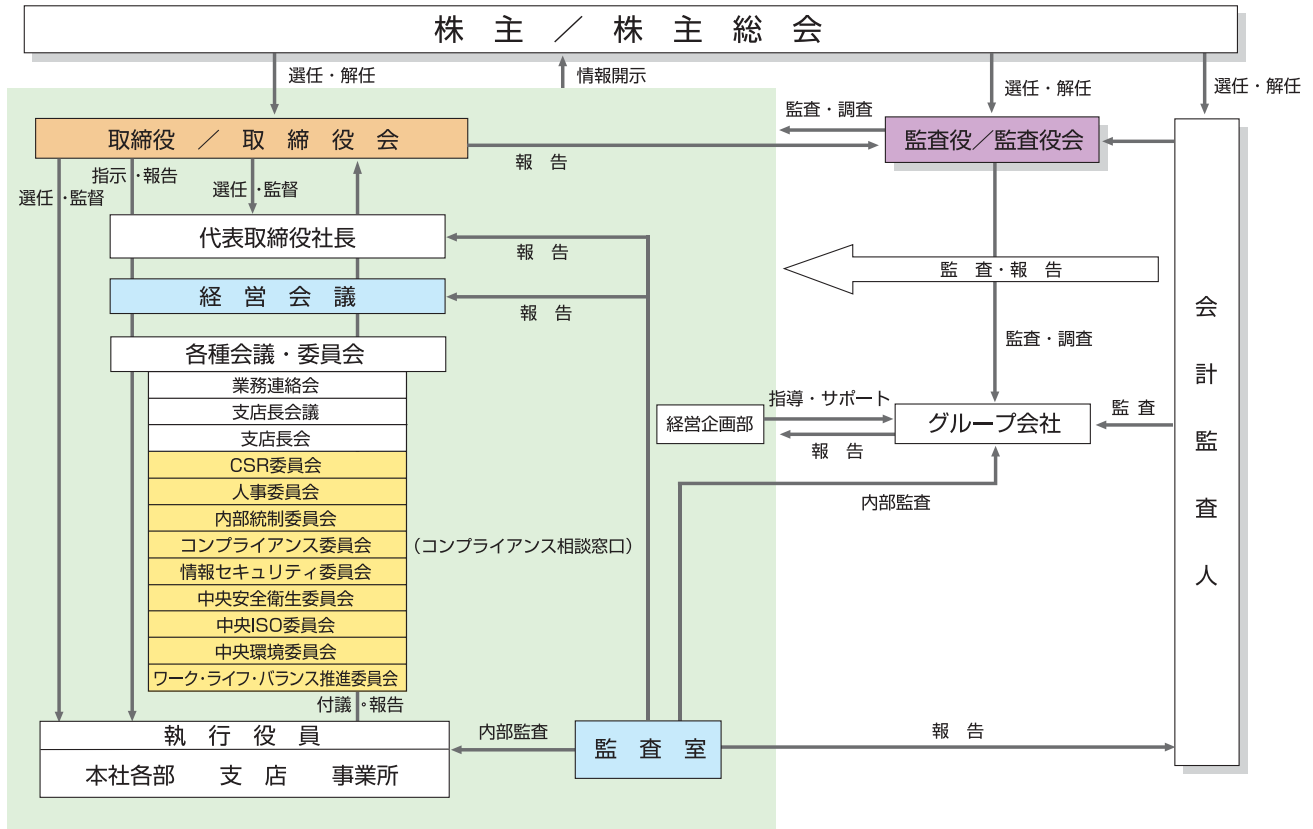 株 主 ／ 株 主 総 会
選任・解任
情報開示
選任・解任
選任・解任
取締役 ／ 取 締 役 会
監査・調査
報 告
監査役／監査役会
選任・監督
指示・報告
選任・監督
代表取締役社長
報 告
経 営 会 議
報 告
監 査・報 告
各種会議・委員会
業務連絡会
支店長会議
支店長会
CSR委員会
人事委員会
内部統制委員会
コンプライアンス委員会
（コンプライアンス相談窓口）
情報セキュリティ委員会
中央安全衛生委員会
中央ISO委員会
中央環境委員会
ワーク・ライフ・バランス推進委員会
付議・報告
監査・調査
経営企画部
指導・サポート
報 告
グループ会社
監 査
内部監査
会計監査人
執 行 役 員
本社各部 支 店 事業所
内部監査
監 査 室
報 告